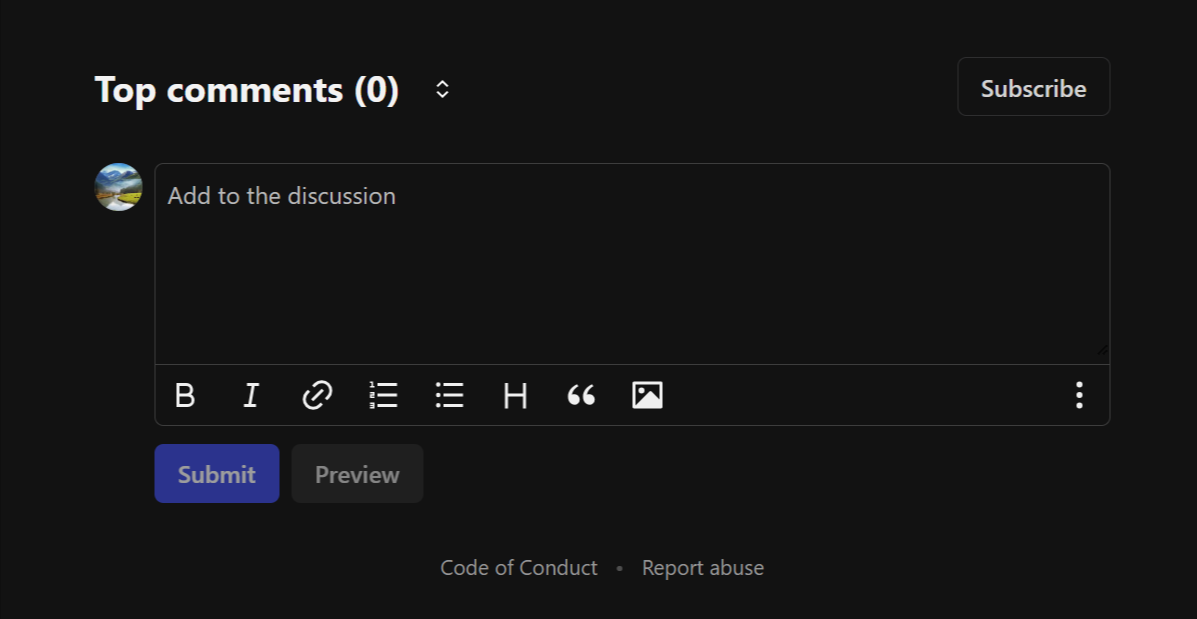 Top comments (0)
Subscribe
Add to the discussion
Submit
Preview
Code of Conduct • Report abuse